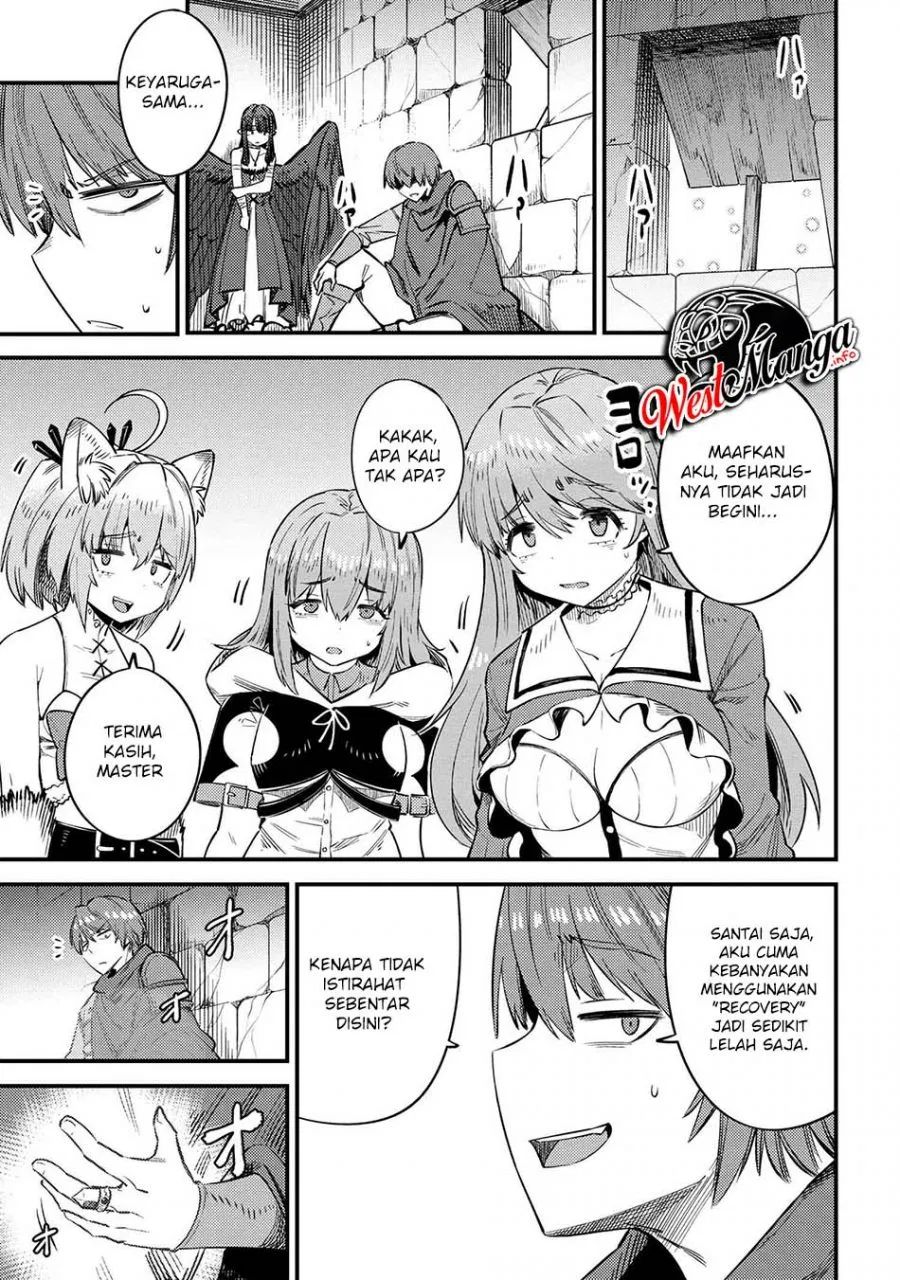 ハァ
ハァ
ハァ
KEYARUGA-
SAMA...
WestManga
.info
ヨロ...ッ
MAAFKAN
AKU, SEHARUS-
NYA TIDAK JADI
BEGINI...
KAKAK,
APA KAU
TAK APA?
TERIMA
KASIH,
MASTER
SANTAI SAJA,
AKU CUMA
KEBANYAKAN
MENGGUNAKAN
"RECOVERY"
JADI SEDIKIT
LELAH SAJA.
KENAPA TIDAK
ISTIRAHAT
SEBENTAR
DISINI?
オ
オ
オ
オ